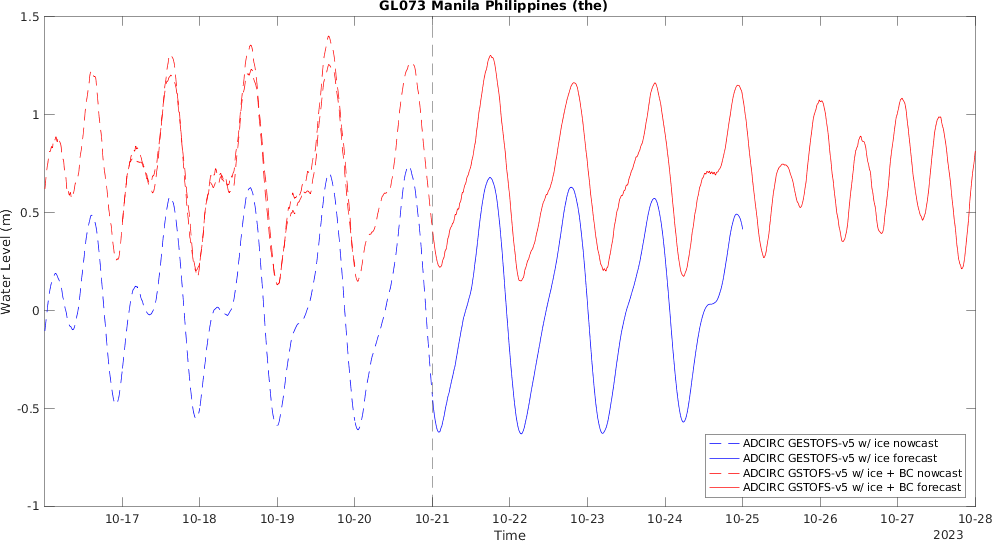 GL073 Manila Philippines (the)
1.5
1
0.5
0
-0.5
-1
Water Level (m)
10-17 10-18 10-19 10-20 10-21 10-22 10-23 10-24 10-25 10-26 10-27 10-28
Time
2023
ADCIRC GESTOFS-v5 w/ ice nowcast
ADCIRC GESTOFS-v5 w/ ice forecast
ADCIRC GSTOFS-v5 w/ ice + BC nowcast
ADCIRC GSTOFS-v5 w/ ice + BC forecast